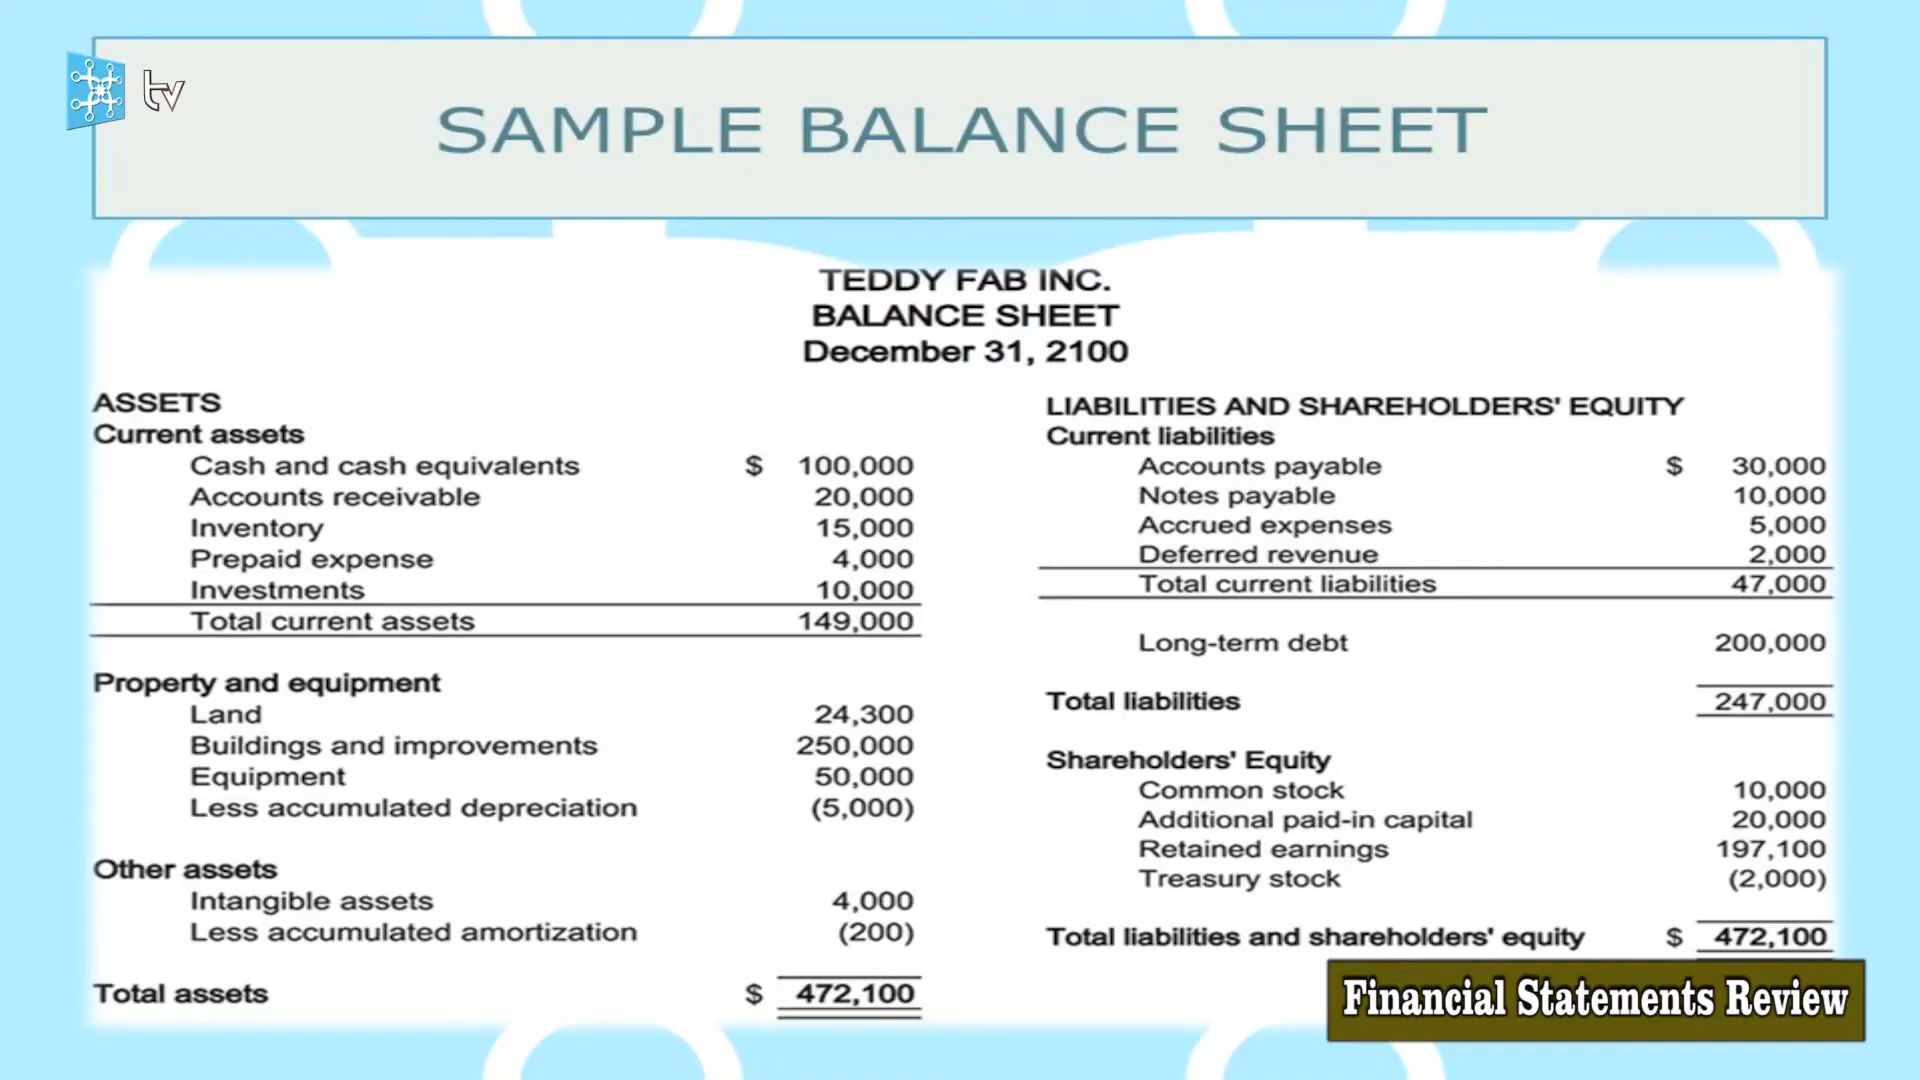 tv
SAMPLE BALANCE SHEET
TEDDY FAB INC.
BALANCE SHEET
December 31, 2100
ASSETS
Current assets
Cash and cash equivalents $ 100,000
Accounts receivable 20,000
Inventory 15,000
Prepaid expense 4,000
Investments 10,000
Total current assets 149,000
Property and equipment
Land 24,300
Buildings and improvements 250,000
Equipment 50,000
Less accumulated depreciation (5,000)
Other assets
Intangible assets 4,000
Less accumulated amortization (200)
Total assets $ 472,100
LIABILITIES AND SHAREHOLDERS' EQUITY
Current liabilities
Accounts payable $ 30,000
Notes payable 10,000
Accrued expenses 5,000
Deferred revenue 2,000
Total current liabilities 47,000
Long-term debt 200,000
Total liabilities 247,000
Shareholders' Equity
Common stock 10,000
Additional paid-in capital 20,000
Retained earnings 197,100
Treasury stock (2,000)
Total liabilities and shareholders' equity $ 472,100
Financial Statements Review